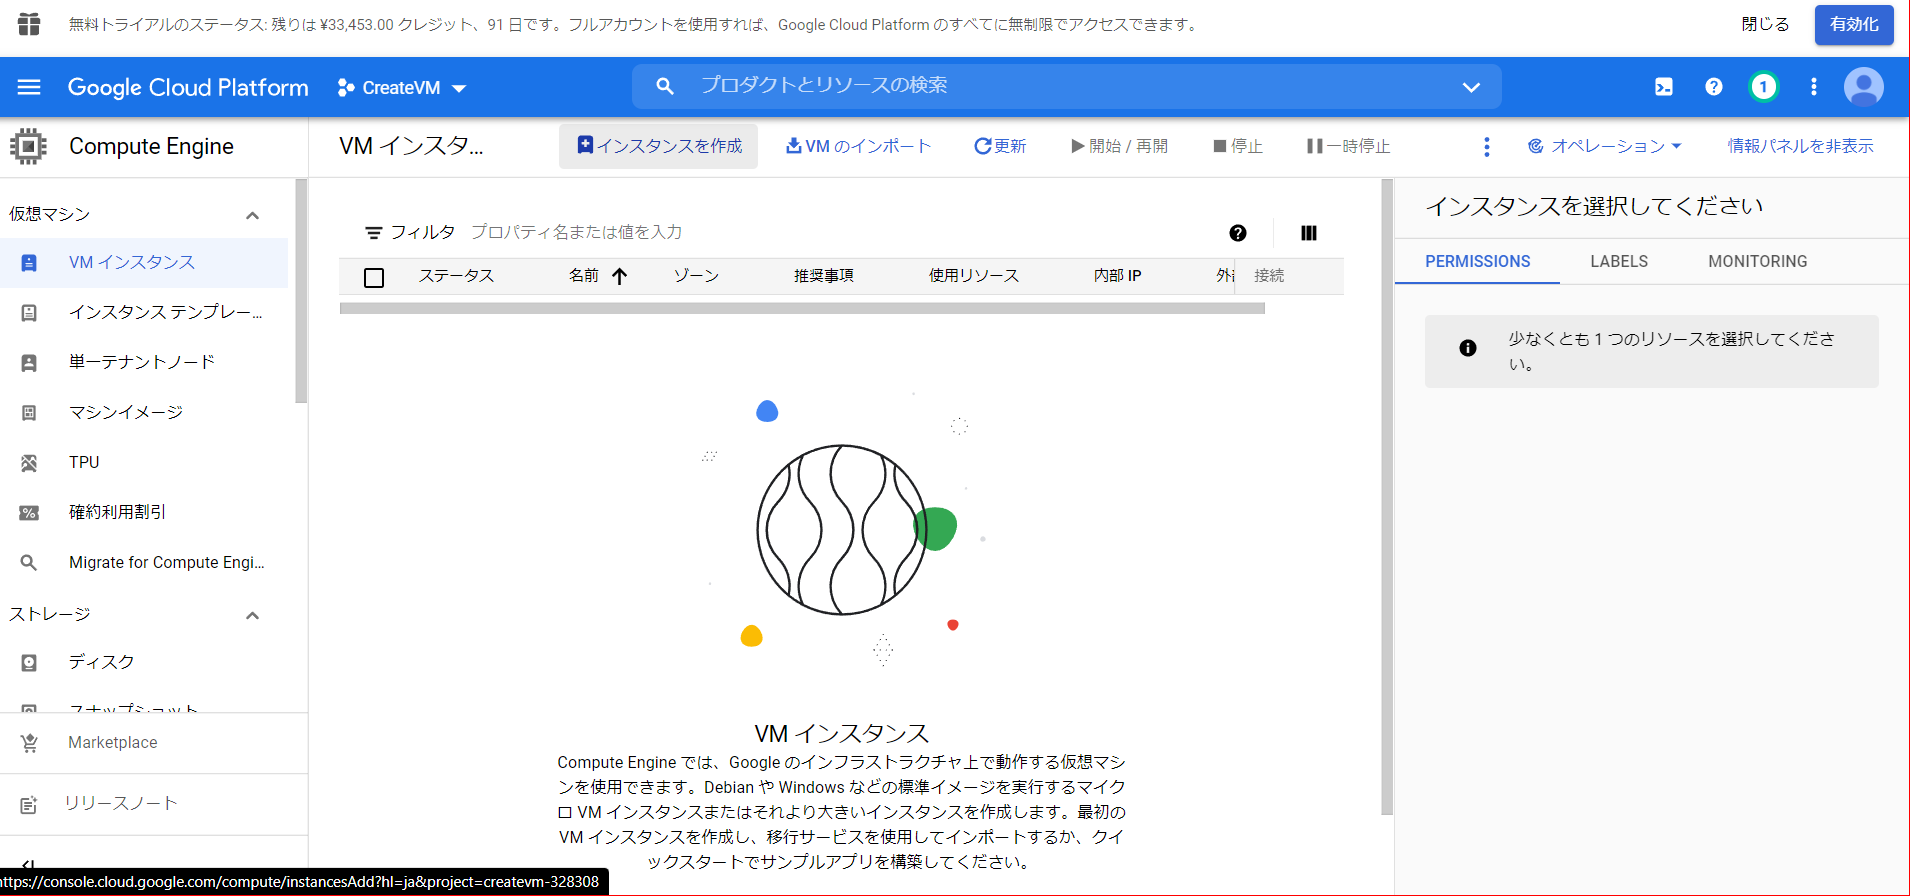 無料トライアルのステータス: 残りは ¥33,453.00 クレジット、91 日です。フルアカウントを使用すれば、Google Cloud Platform のすべてに無制限でアクセスできます。
閉じる
有効化
Google Cloud Platform
CreateVM
プロダクトとリソースの検索
1
Compute Engine
VM インスタ...
インスタンスを作成
VM のインポート
更新
開始 / 再開
停止
一時停止
オペレーション
情報パネルを非表示
仮想マシン
VM インスタンス
インスタンス テンプレー...
単一テナントノード
マシンイメージ
TPU
確約利用割引
Migrate for Compute Engi...
ストレージ
ディスク
スナップショット
Marketplace
リリースノート
フィルタ プロパティ名または値を入力
ステータス
名前
ゾーン
推奨事項
使用リソース
内部 IP
外
接続
VM インスタンス
Compute Engine では、Google のインフラストラクチャ上で動作する仮想マシ
ンを使用できます。Debian や Windows などの標準イメージを実行するマイク
ロ VM インスタンスまたはそれより大きいインスタンスを作成します。最初の
VM インスタンスを作成し、移行サービスを使用してインポートするか、クイ
ックスタートでサンプルアプリを構築してください。
インスタンスを選択してください
PERMISSIONS
LABELS
MONITORING
少なくとも 1 つのリソースを選択してくださ
い。
https://console.cloud.google.com/compute/instancesAdd?hl=ja&project=createvm-328308